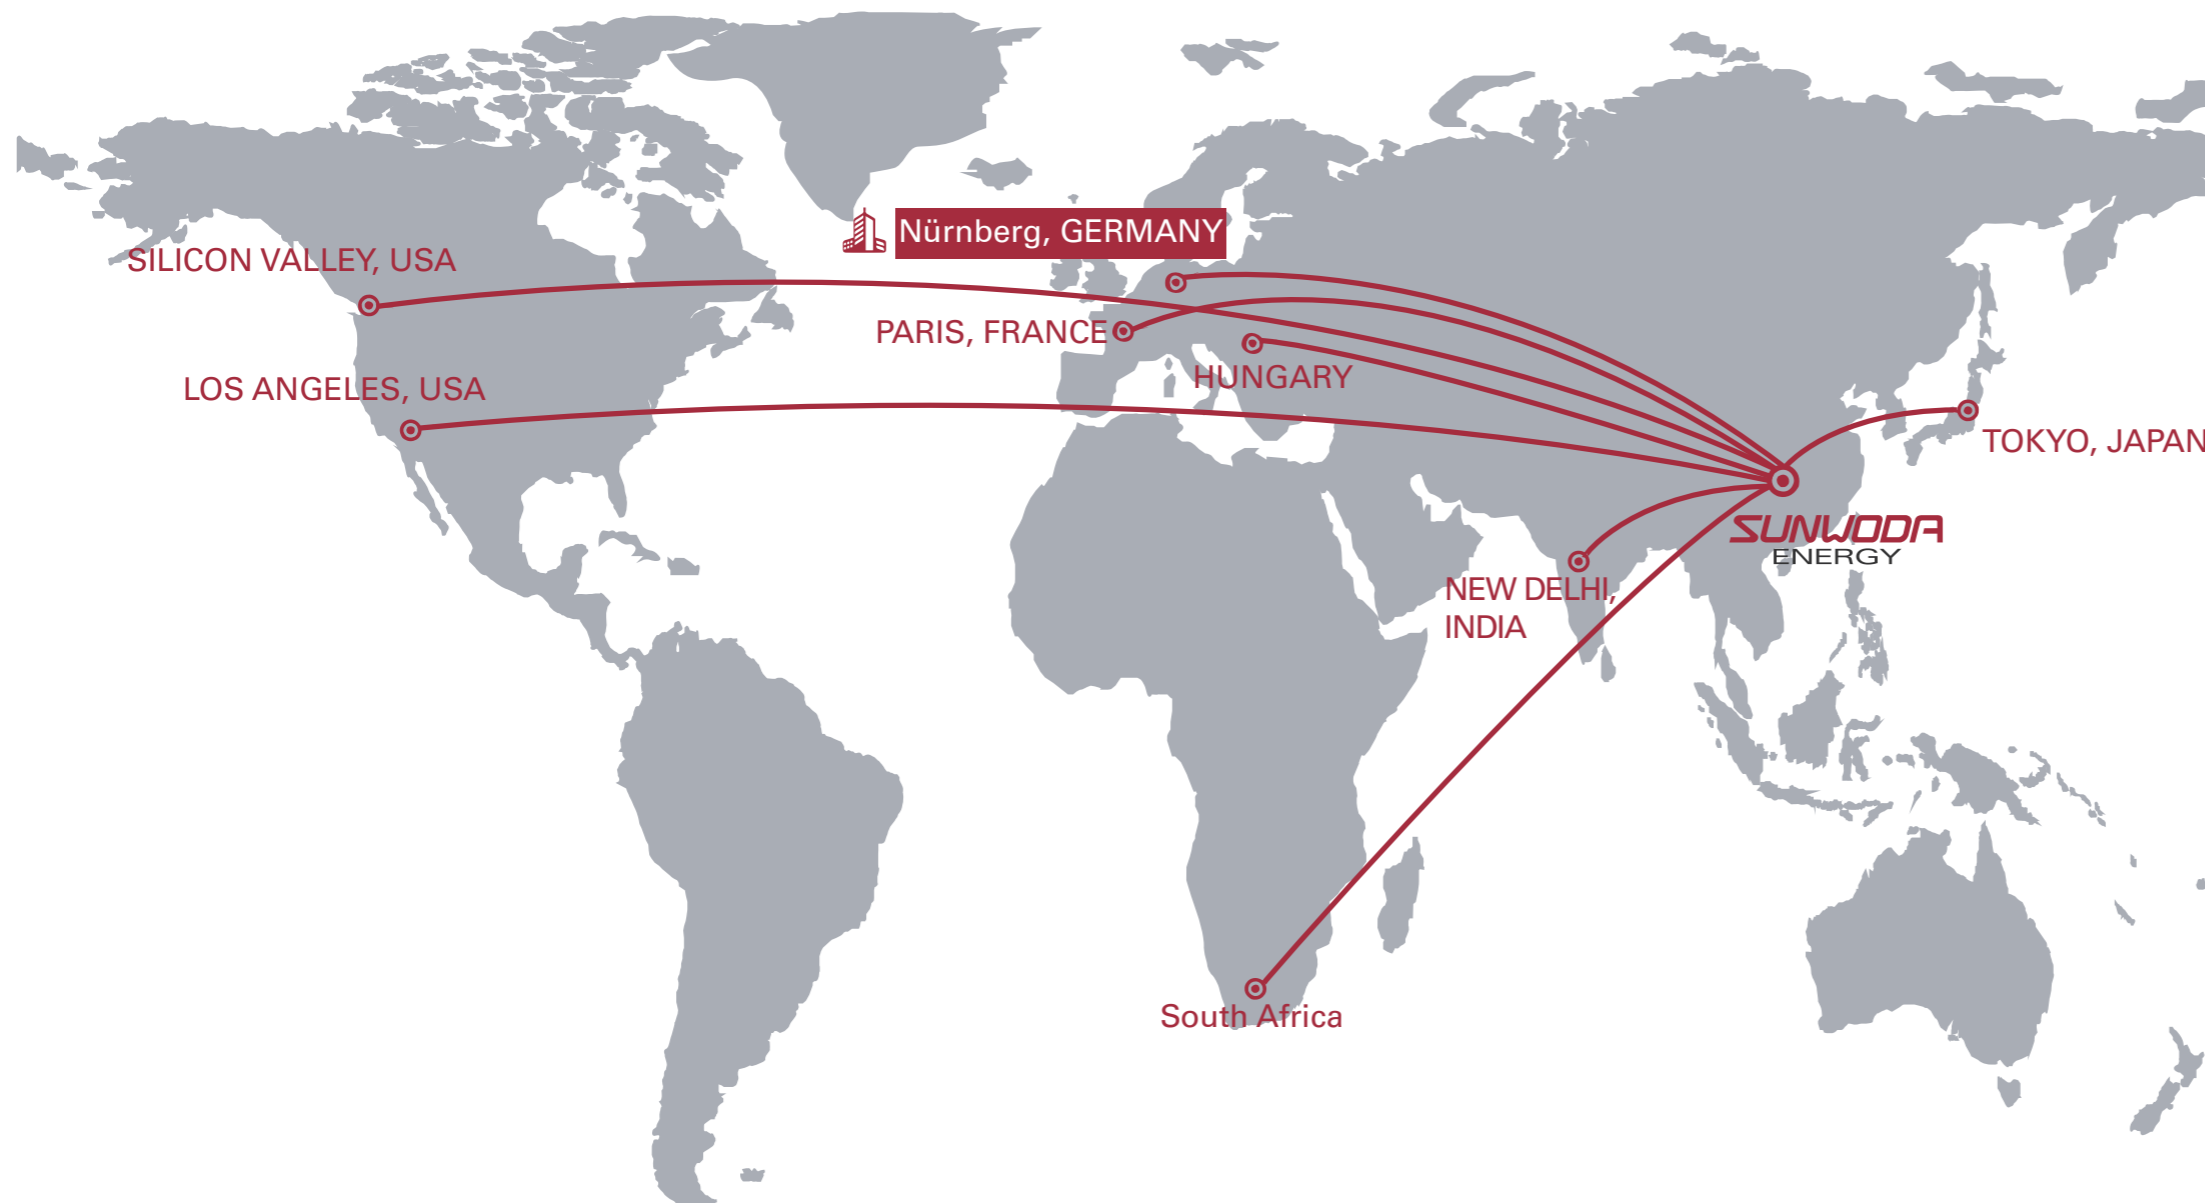 Nürnberg, GERMANY
SILICON VALLEY, USA
PARIS, FRANCE
HUNGARY
LOS ANGELES, USA
TOKYO, JAPAN
SUNWODA
ENERGY
NEW DELHI,
INDIA
South Africa